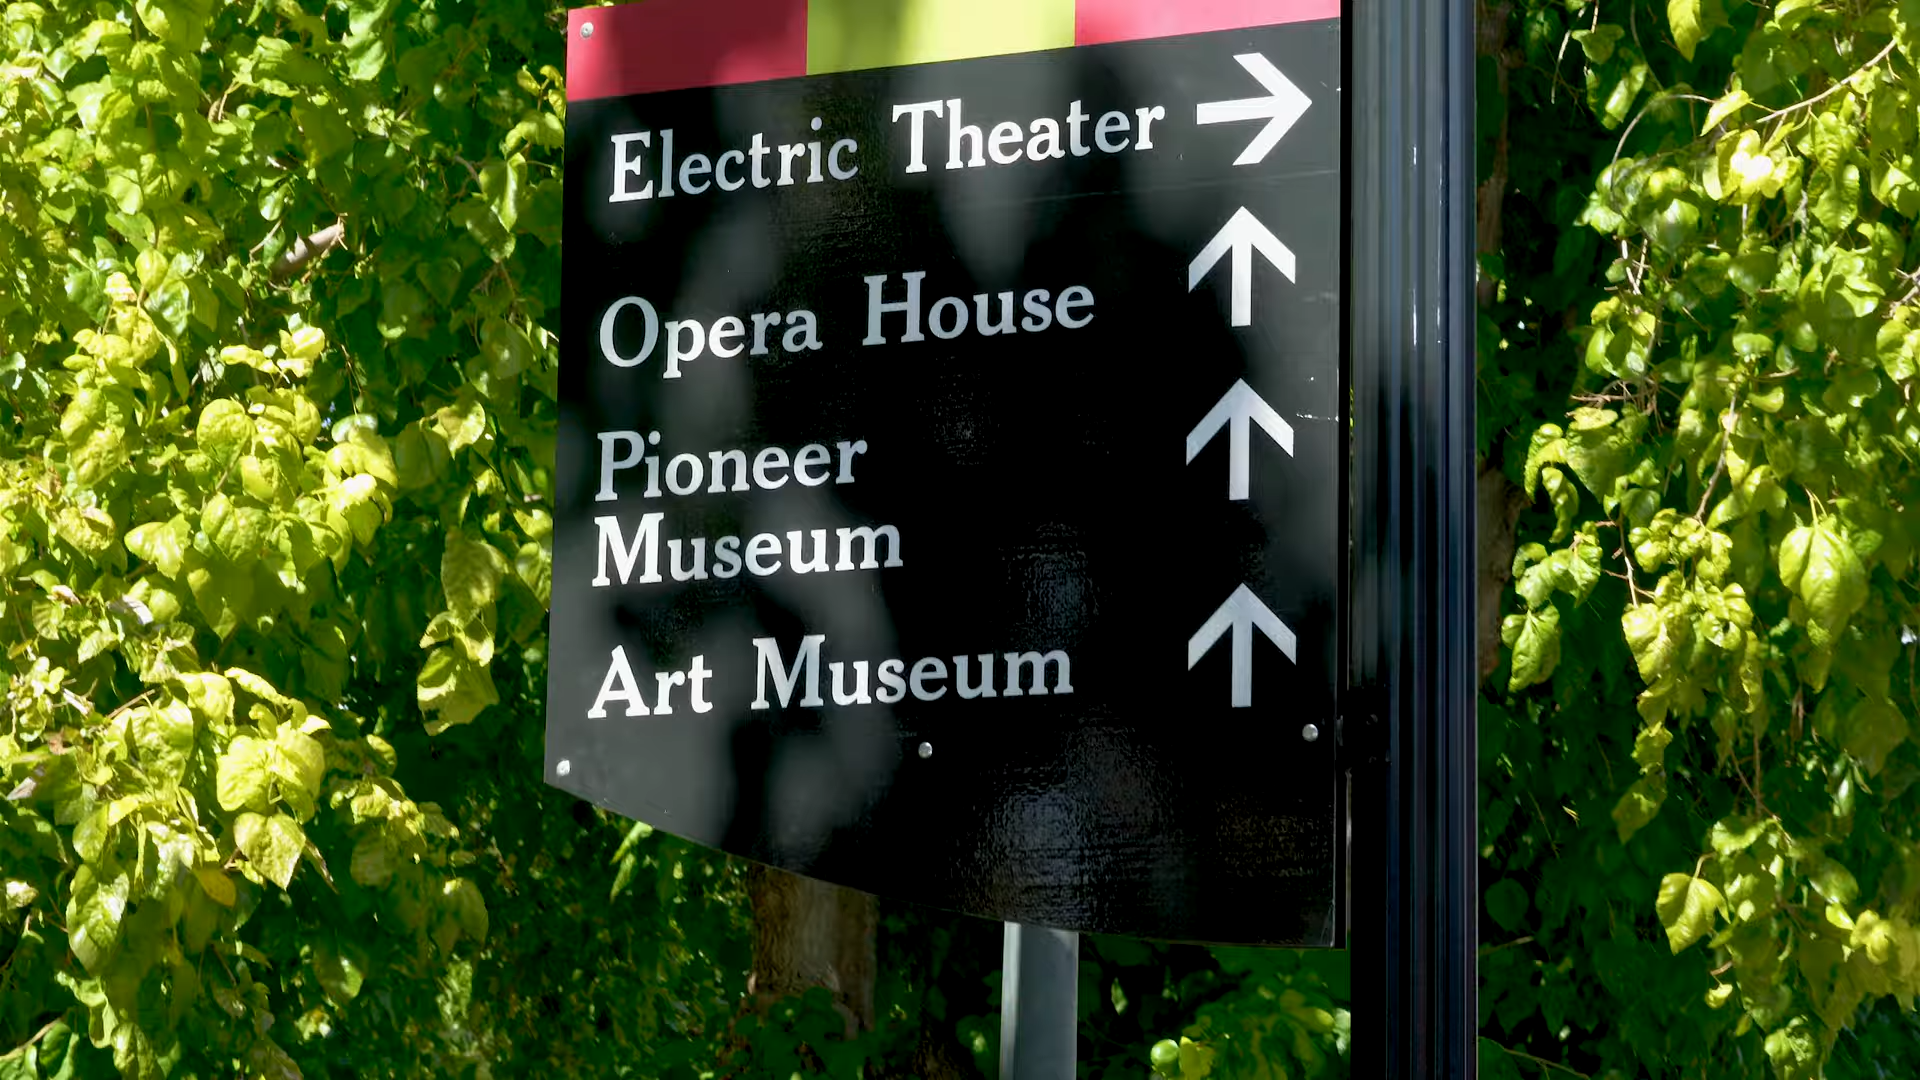 Electric Theater →
Opera House ↑
Pioneer ↑
Museum
Art Museum ↑